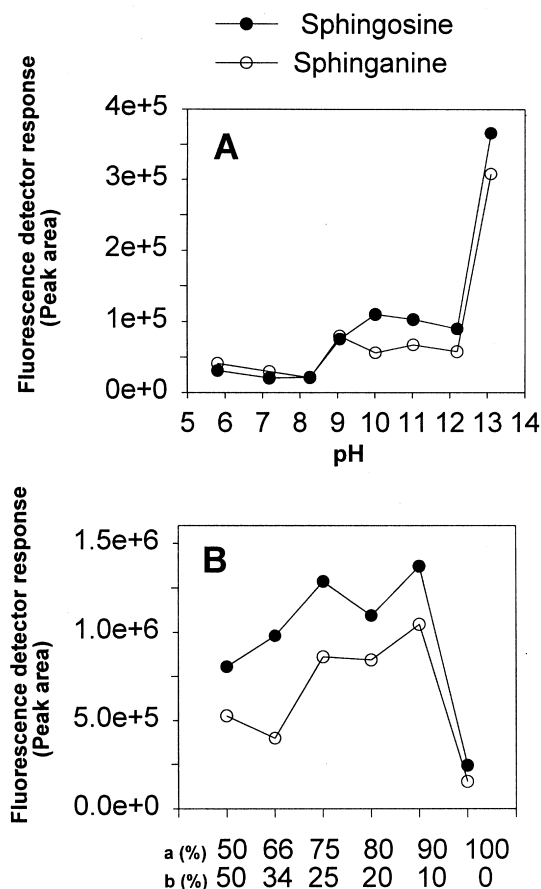 Sphingosine
Sphinganine
Fluorescence detector response
(Peak area)
A
4e+5
3e+5
2e+5
1e+5
0e+0
5 6 7 8 9 10 11 12 13 14
pH
Fluorescence detector response
(Peak area)
B
1.5e+6
1.0e+6
5.0e+5
0.0e+0
a (%) 50 66 75 80 90 100
b (%) 50 34 25 20 10 0